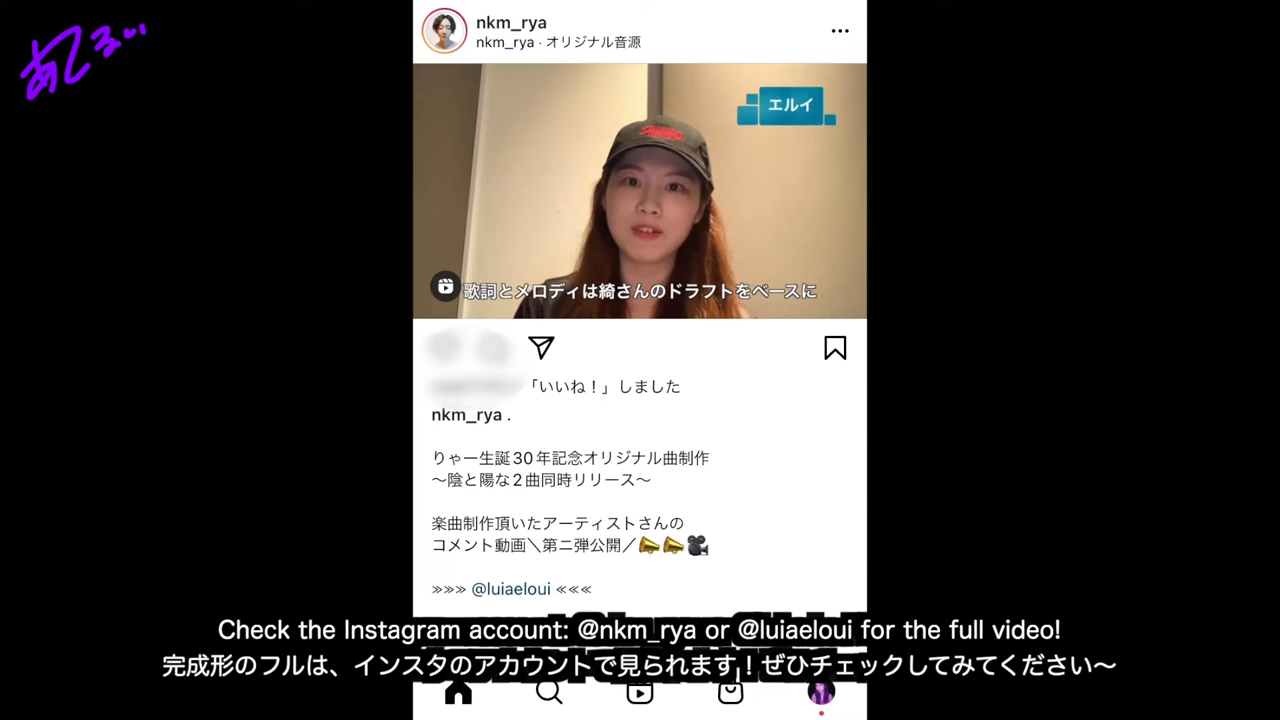 nkm_rya
nkm_rya · オリジナル音源
エルイ
歌詞とメロディは綺さんのドラフトをベースに
「いいね！」しました
nkm_rya .
りゃー生誕30年記念オリジナル曲制作
〜陰と陽な2曲同時リリース〜
楽曲制作頂いたアーティストさんの
コメント動画＼第ニ弾公開／📣📣🎥
>>> @luiaeloui <<<
Check the Instagram account: @nkm_rya or @luiaeloui for the full video!
完成形のフルは、インスタのアカウントで見られます！ぜひチェックしてみてください〜